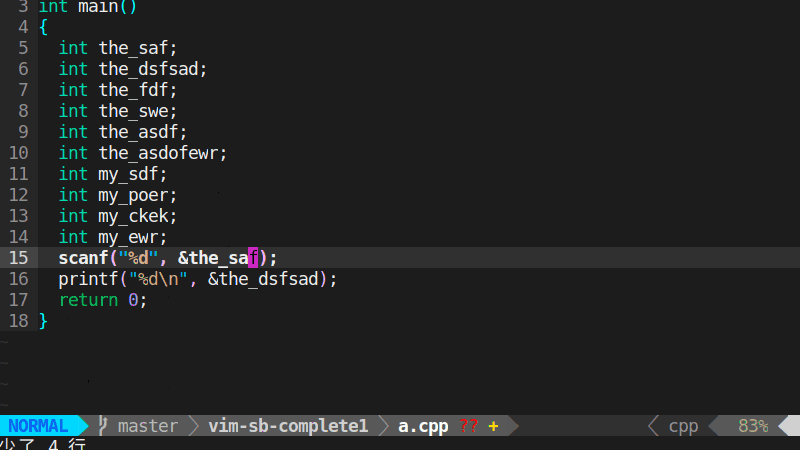 3 int main()
4 {
5 int the_saf;
6 int the_dsfsad;
7 int the_fdf;
8 int the_swe;
9 int the_asdf;
10 int the_asdofewr;
11 int my_sdf;
12 int my_poer;
13 int my_ckek;
14 int my_ewr;
15 scanf("%d", &the_saf);
16 printf("%d\n", &the_dsfsad);
17 return 0;
18 }
~
~
~
~
NORMAL master vim-sb-complete1 a.cpp ?? + cpp 83%
少了 4 行